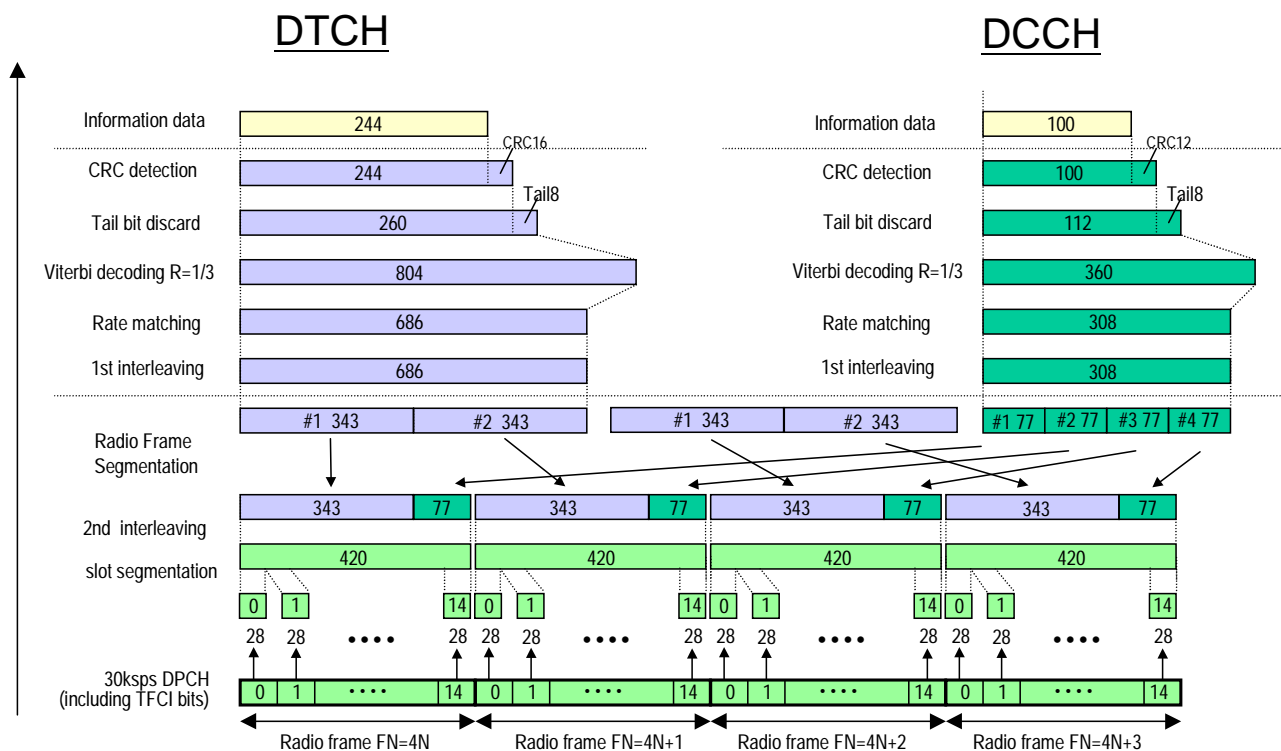 DTCH DCCH
Information data 244 Information data 100
CRC16 CRC12
CRC detection 244 CRC detection 100
Tail8 Tail8
Tail bit discard 260 Tail bit discard 112
Viterbi decoding R=1/3 804 Viterbi decoding R=1/3 360
Rate matching 686 Rate matching 308
1st interleaving 686 1st interleaving 308
Radio Frame
Segmentation
#1 343 #2 343 #1 343 #2 343 #1 77 #2 77 #3 77 #4 77
2nd interleaving
343 77 343 77 343 77 343 77
slot segmentation
420 420 420 420
0 1 14 0 1 14 0 1 14 0 1 14
28 28 •••• 28 28 28 •••• 28 28 28 •••• 28 28 28 •••• 28
30ksps DPCH
(including TFCI bits)
0 1 •••• 14 0 1 •••• 14 0 1 •••• 14 0 1 •••• 14
Radio frame FN=4N Radio frame FN=4N+1 Radio frame FN=4N+2 Radio frame FN=4N+3